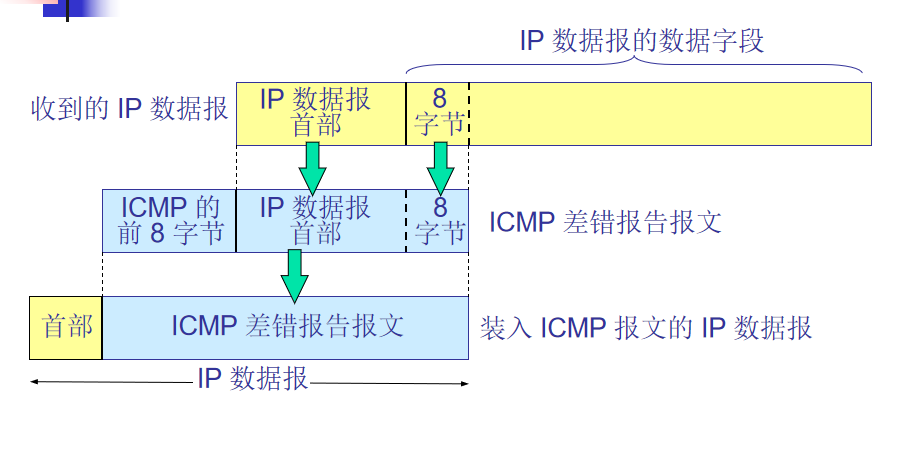 IP 数据报的数据字段
收到的 IP 数据报
IP 数据报
首部
8
字节
ICMP 的
前 8 字节
IP 数据报
首部
8
字节
ICMP 差错报告报文
首部
ICMP 差错报告报文
装入 ICMP 报文的 IP 数据报
IP 数据报